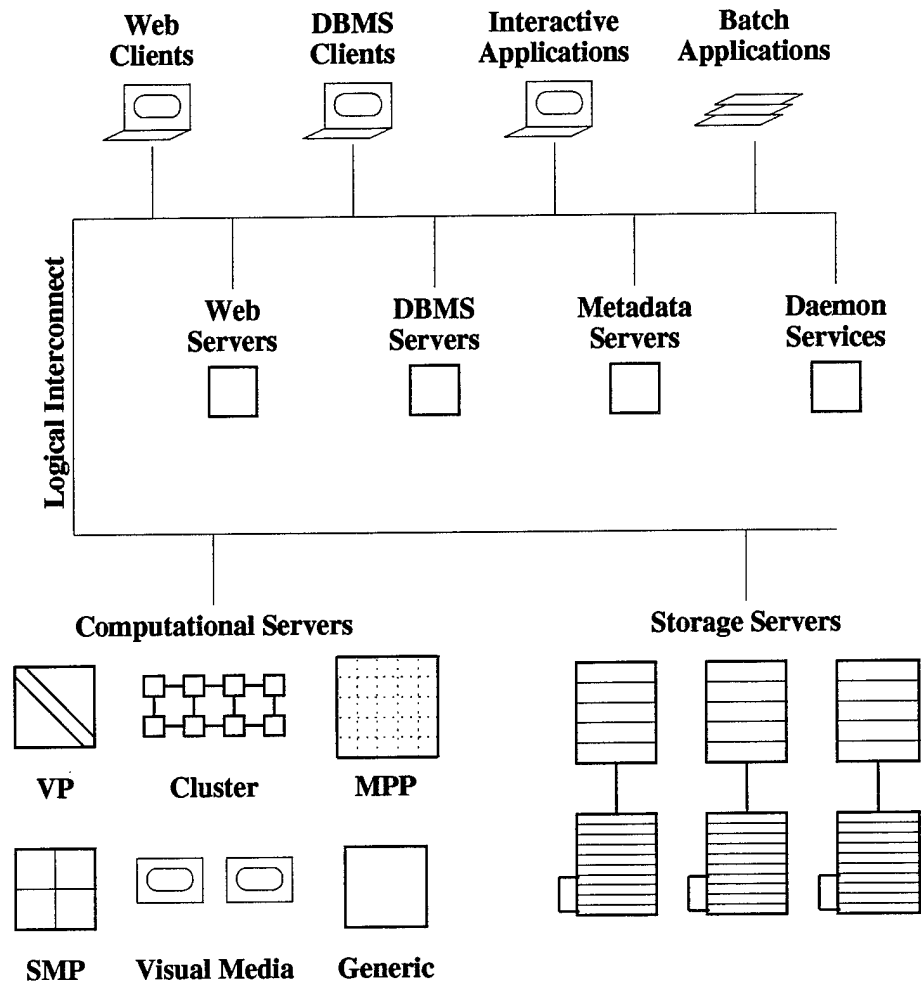 Web Clients
DBMS Clients
Interactive Applications
Batch Applications
Logical Interconnect
Web Servers
DBMS Servers
Metadata Servers
Daemon Services
Computational Servers
Storage Servers
VP
Cluster
MPP
SMP
Visual Media
Generic